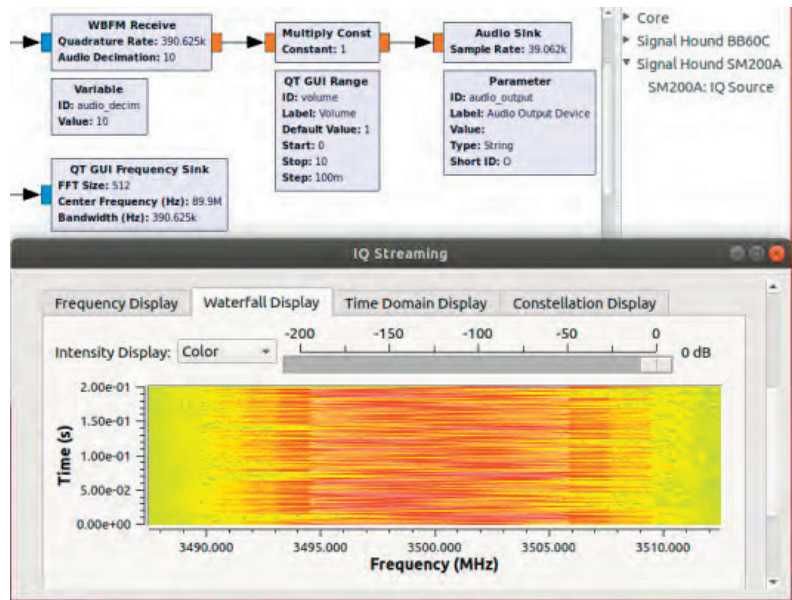 WBFM Receive
Quadrature Rate: 390.625k
Audio Decimation: 10
Multiply Const
Constant: 1
Audio Sink
Sample Rate: 39.062k
Variable
ID: audio_decim
Value: 10
QT GUI Range
ID: volume
Label: Volume
Default Value: 1
Start: 0
Stop: 10
Step: 100m
Parameter
ID: audio_output
Label: Audio Output Device
Value:
Type: String
Short ID: O
QT GUI Frequency Sink
FFT Size: 512
Center Frequency (Hz): 89.9M
Bandwidth (Hz): 390.625k
Core
Signal Hound BB60C
Signal Hound SM200A
SM200A: IQ Source
IQ Streaming
Frequency Display
Waterfall Display
Time Domain Display
Constellation Display
Intensity Display: Color
-200 -150 -100 -50 0
0 dB
2.00e-01
1.50e-01
1.00e-01
5.00e-02
0.00e+00
Time (s)
3490.000 3495.000 3500.000 3505.000 3510.000
Frequency (MHz)